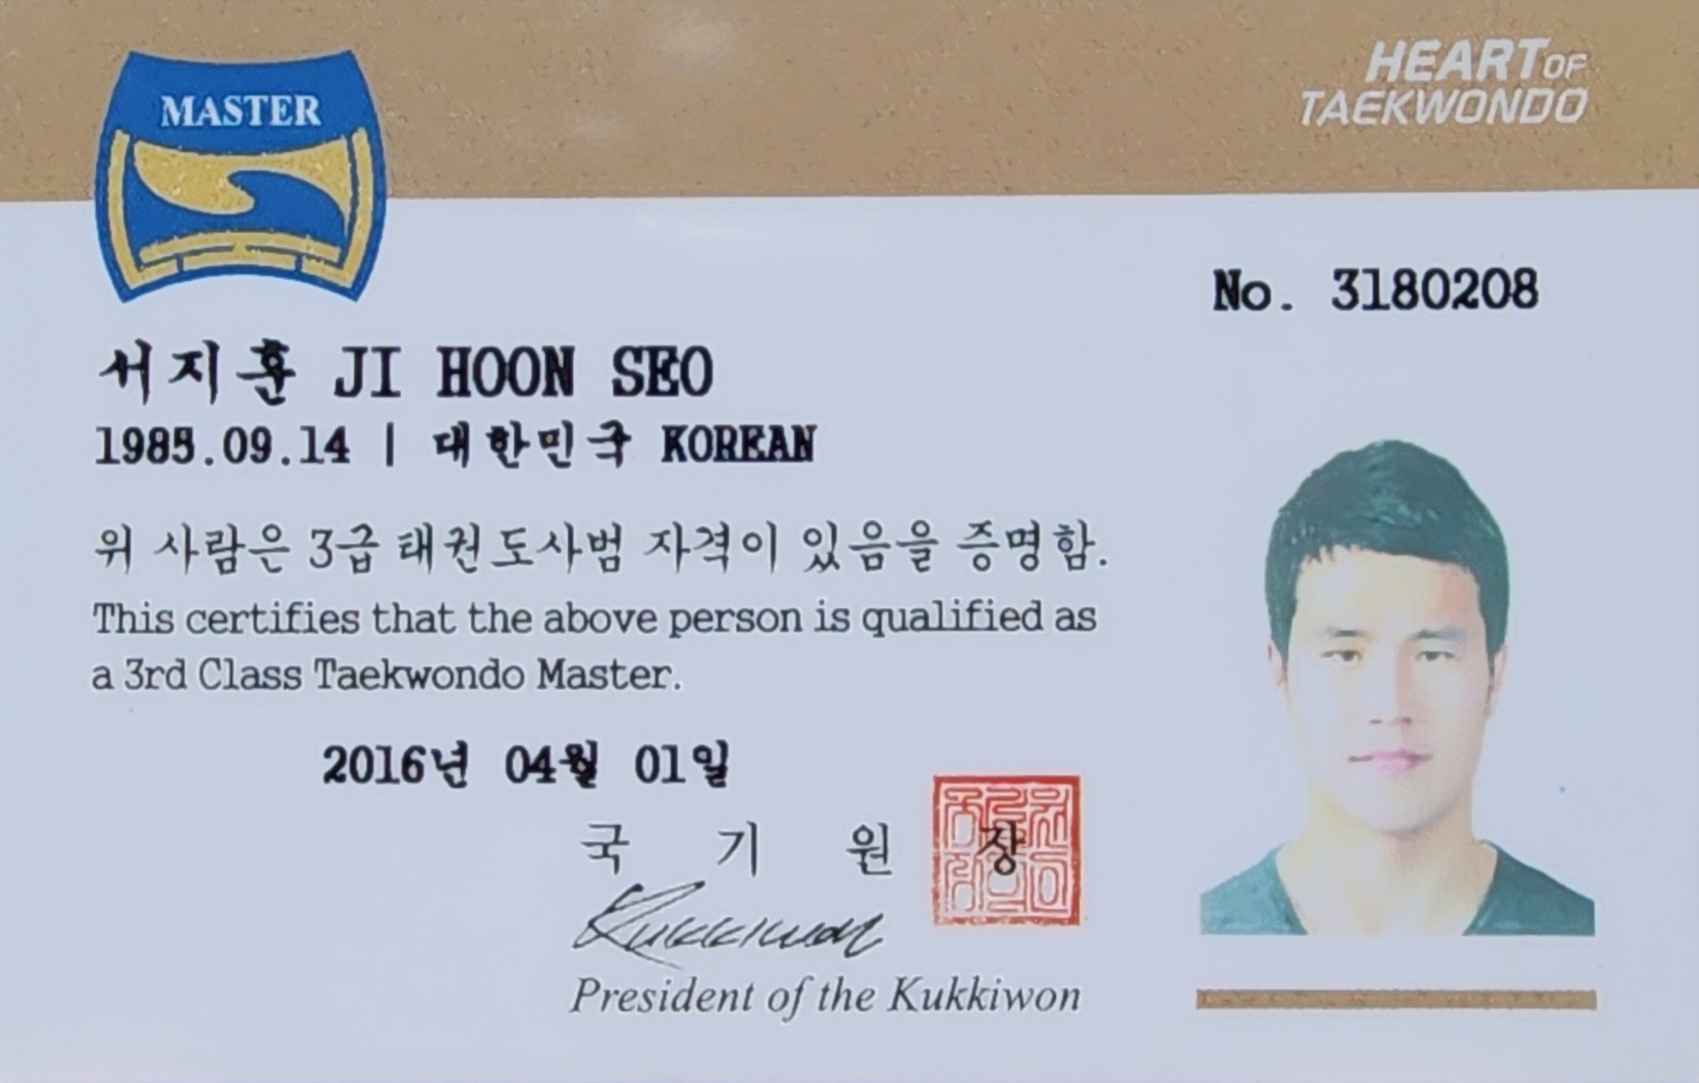 MASTER
HEART OF
TAEKWONDO
No. 3180208
서지훈 JI HOON SEO
1985.09.14 | 대한민국 KOREAN
위 사람은 3급 태권도사범 자격이 있음을 증명함.
This certifies that the above person is qualified as
a 3rd Class Taekwondo Master.
2016년 04월 01일
국 기 원 장
Kukkiwon
President of the Kukkiwon